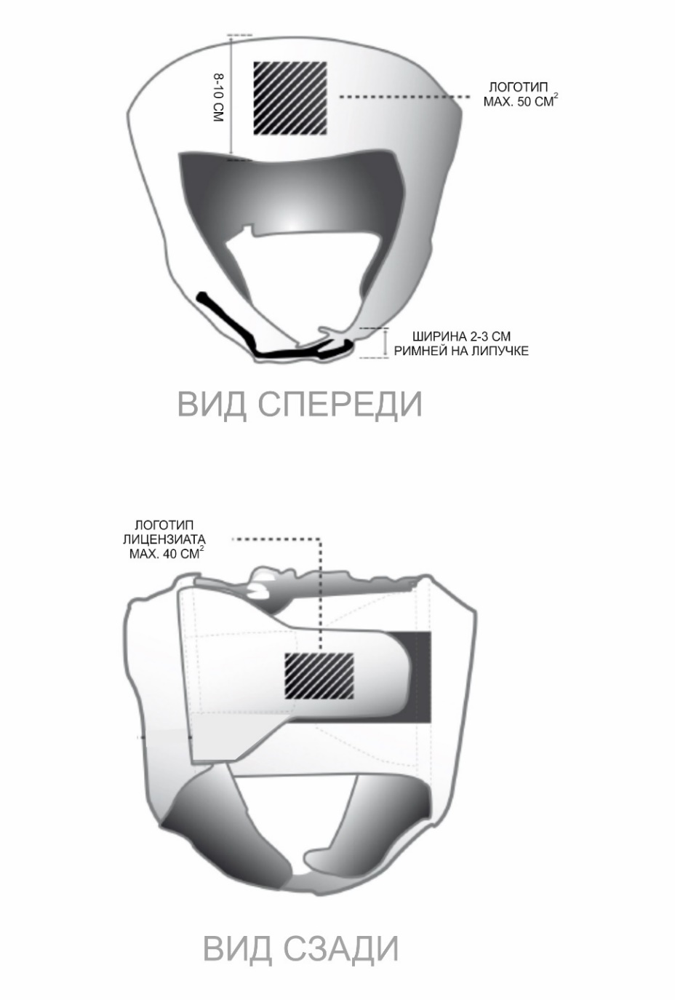 8-10 СМ
ЛОГОТИП
MAX. 50 СМ²
ШИРИНА 2-3 СМ
РИМНЕЙ НА ЛИПУЧКЕ
ВИД СПЕРЕДИ
ЛОГОТИП
ЛИЦЕНЗИАТА
MAX. 40 СМ²
ВИД СЗАДИ